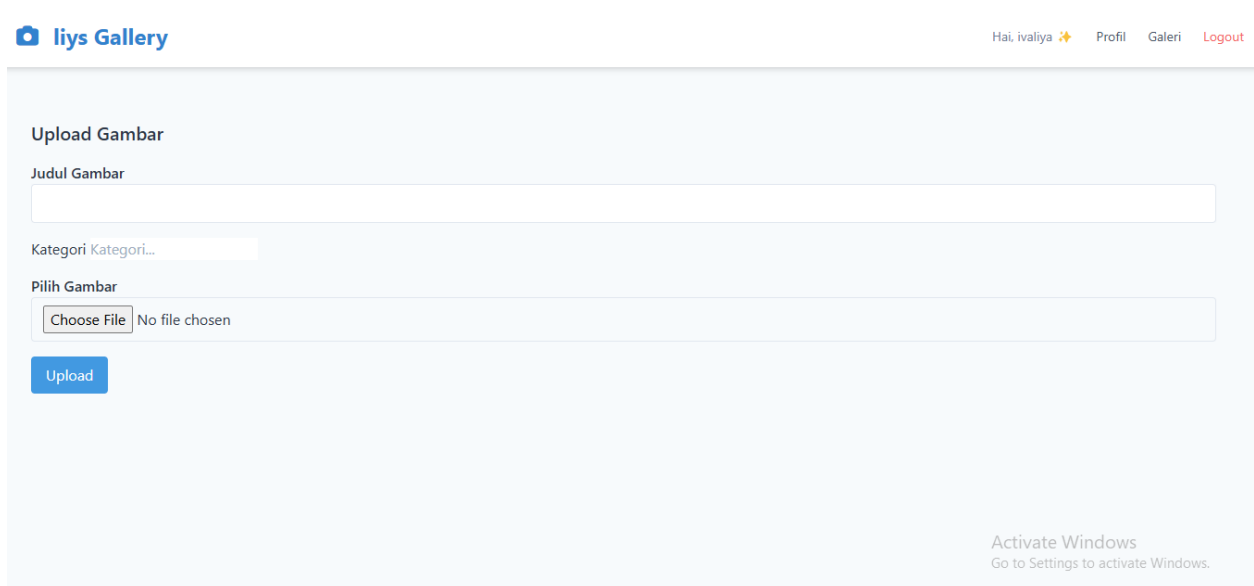 liys Gallery
Hai, ivaliya ✨ Profil Galeri Logout
Upload Gambar
Judul Gambar
Kategori Kategori...
Pilih Gambar
Choose File No file chosen
Upload
Activate Windows
Go to Settings to activate Windows.